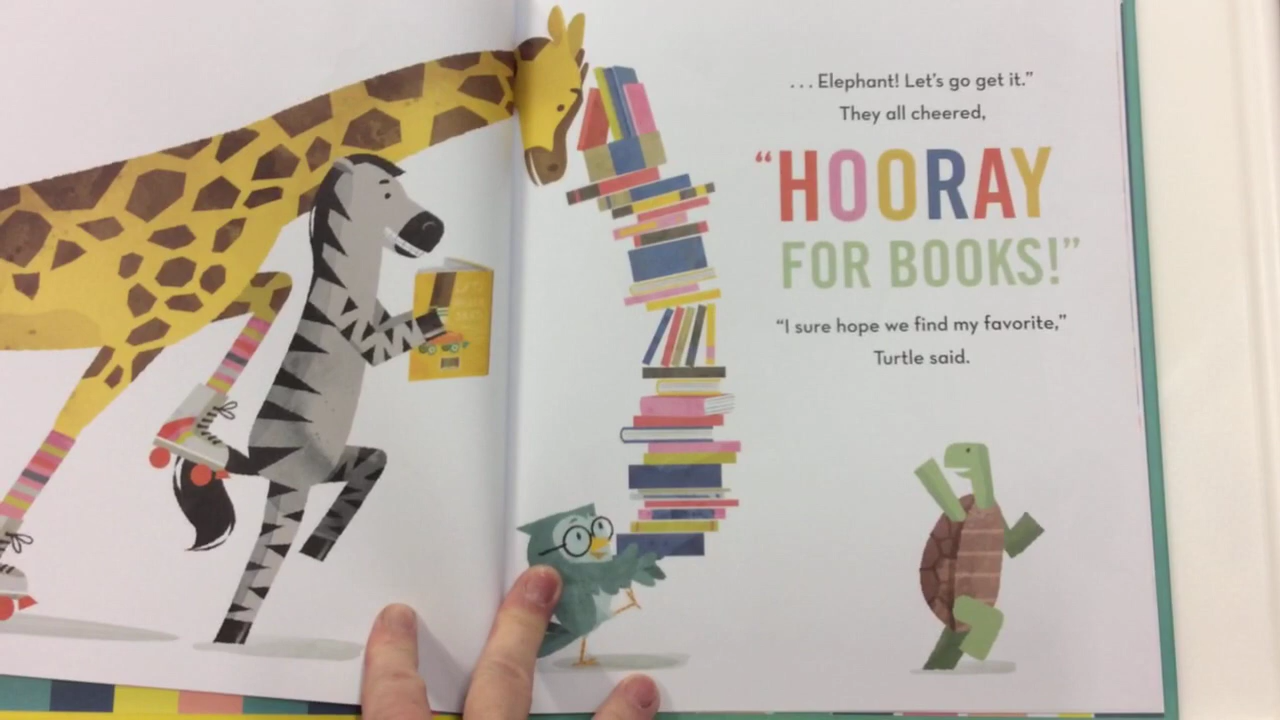 . . . Elephant! Let's go get it."
They all cheered,
"HOORAY
FOR BOOKS!"
"I sure hope we find my favorite,"
Turtle said.